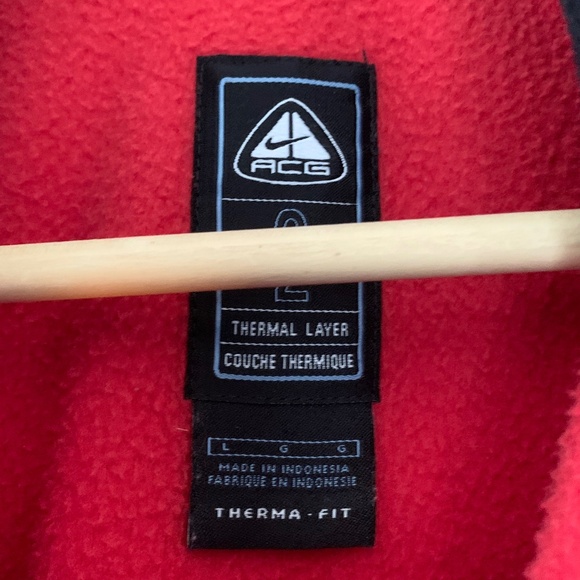 ACG
2
THERMAL LAYER
COUCHE THERMIQUE
L G G
MADE IN INDONESIA
FABRIQUE EN INDONESIE
THERMA-FIT